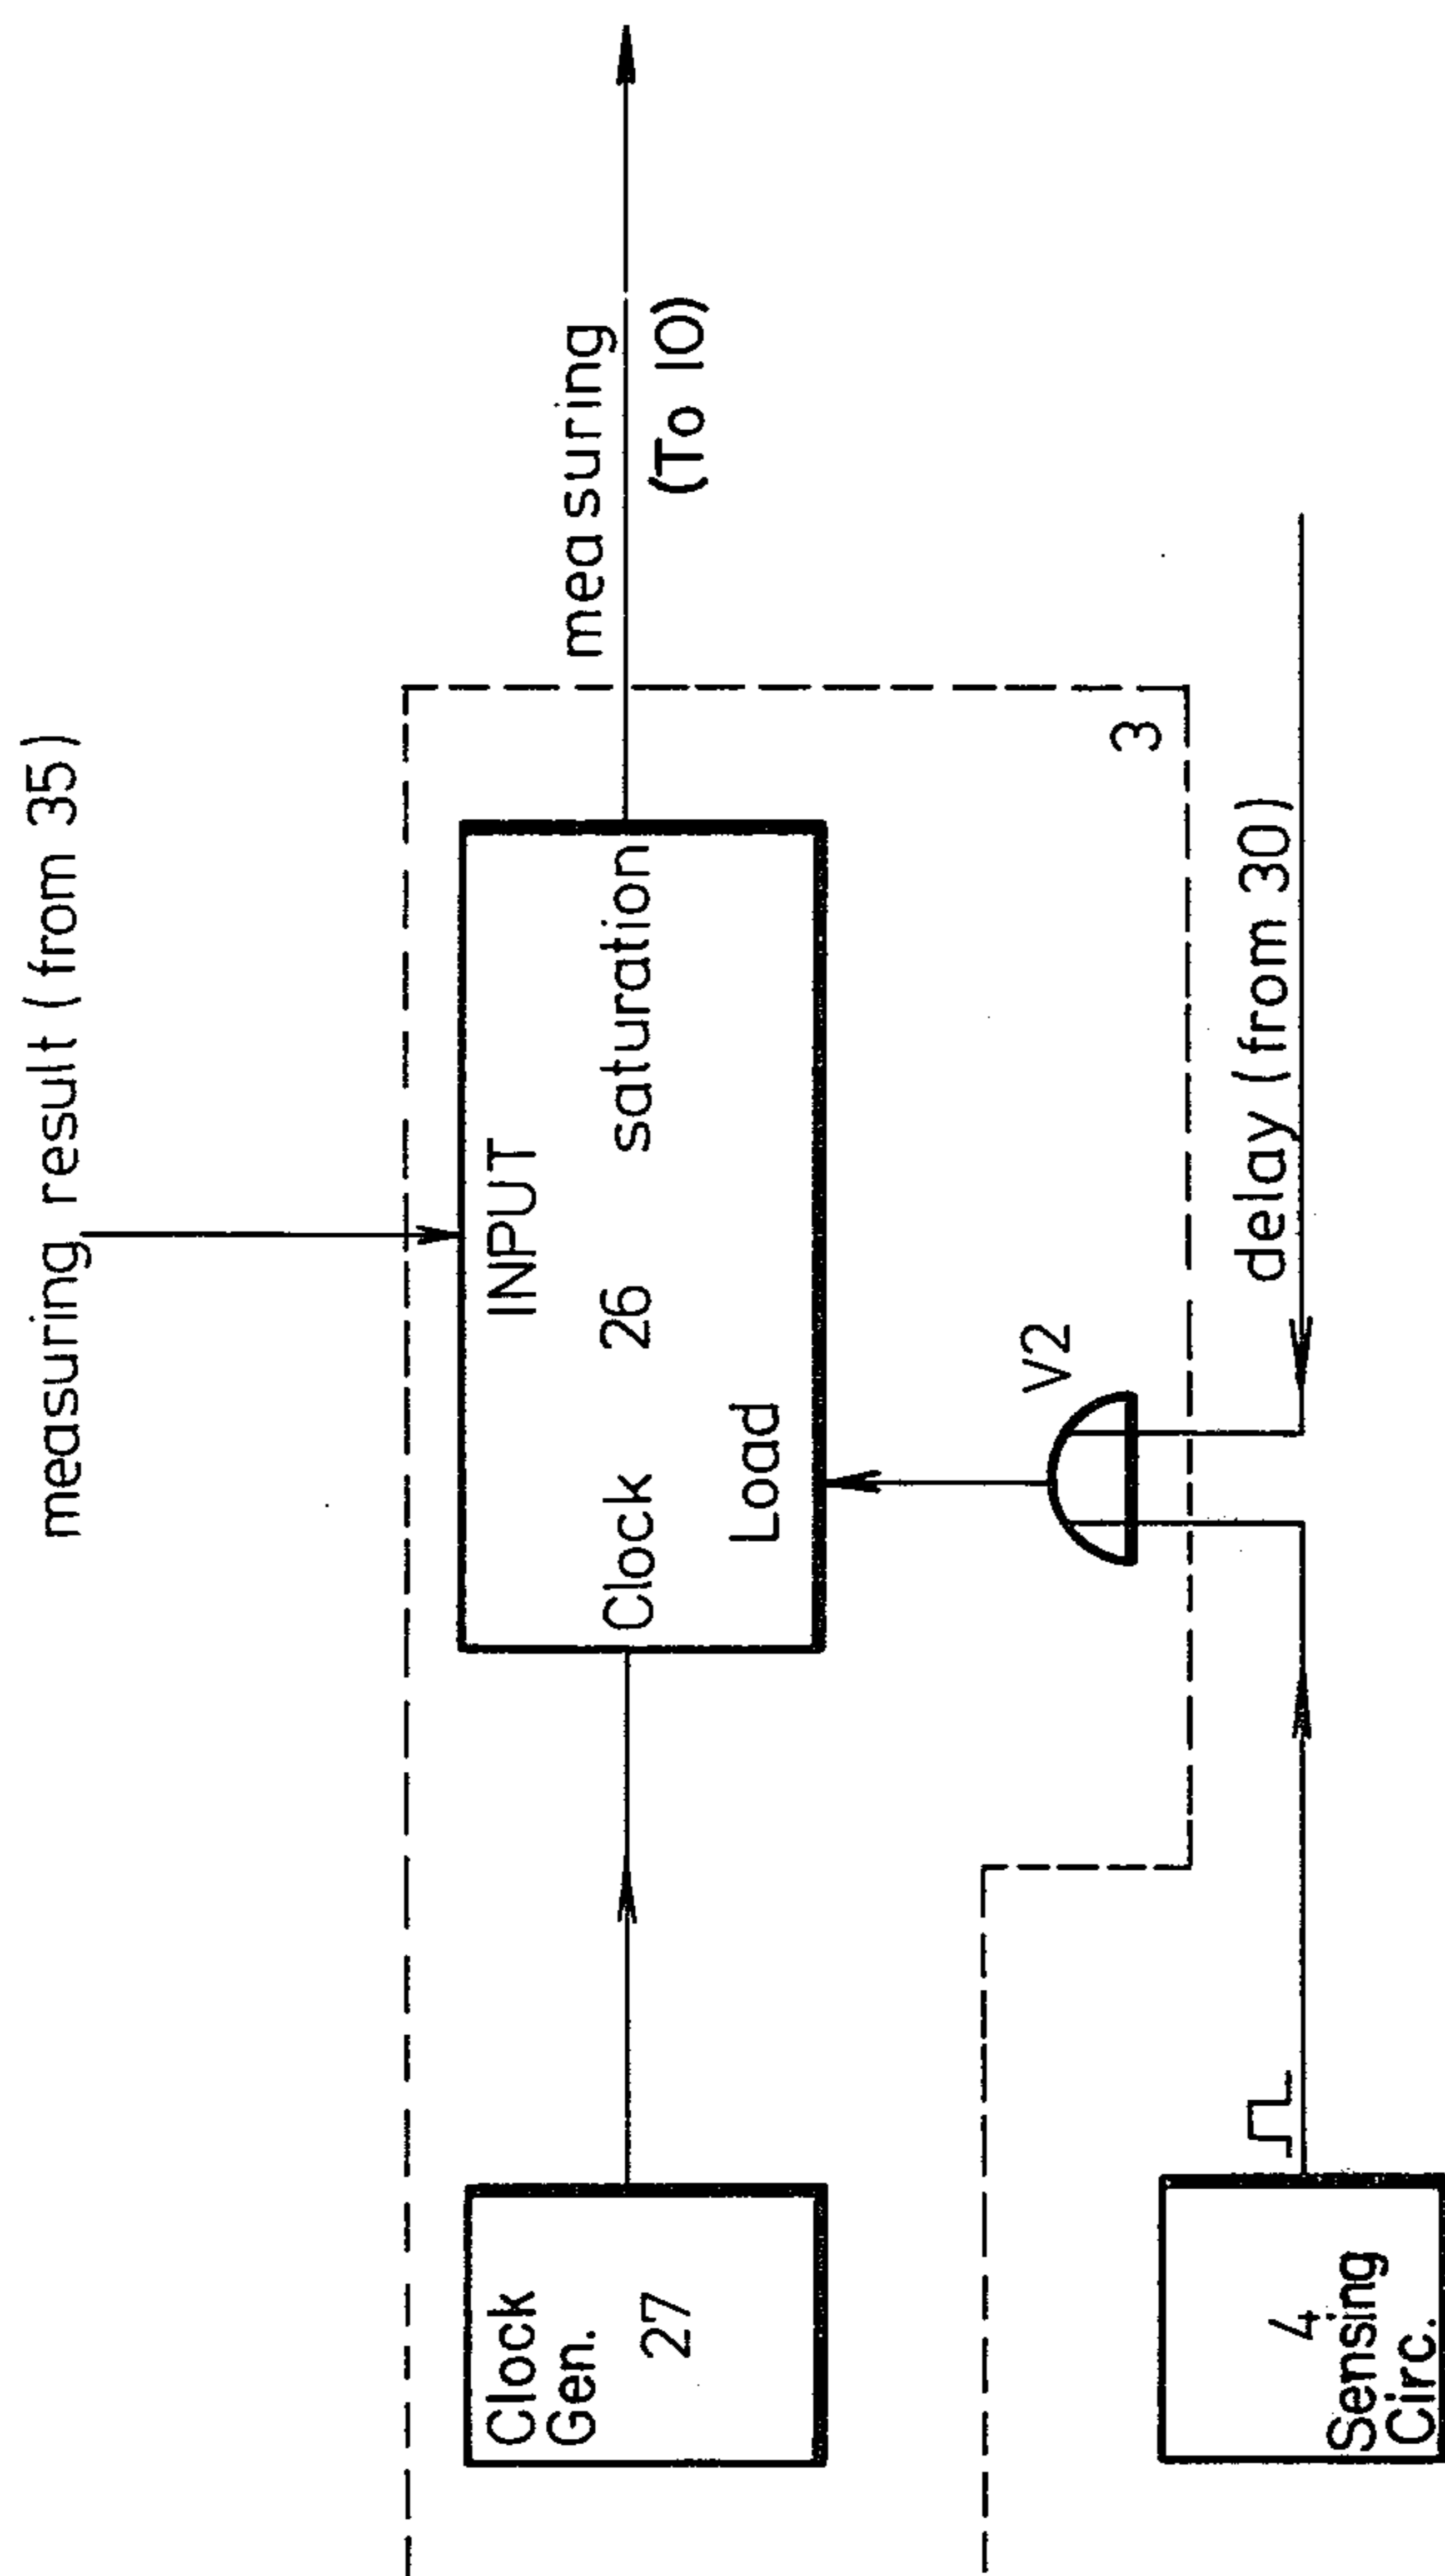 measuring result (from 35)
INPUT
Clock 26 saturation
Load
Clock
Gen.
27
measuring
(To 10)
V2
3
delay (from 30)
4
Sensing
Circ.